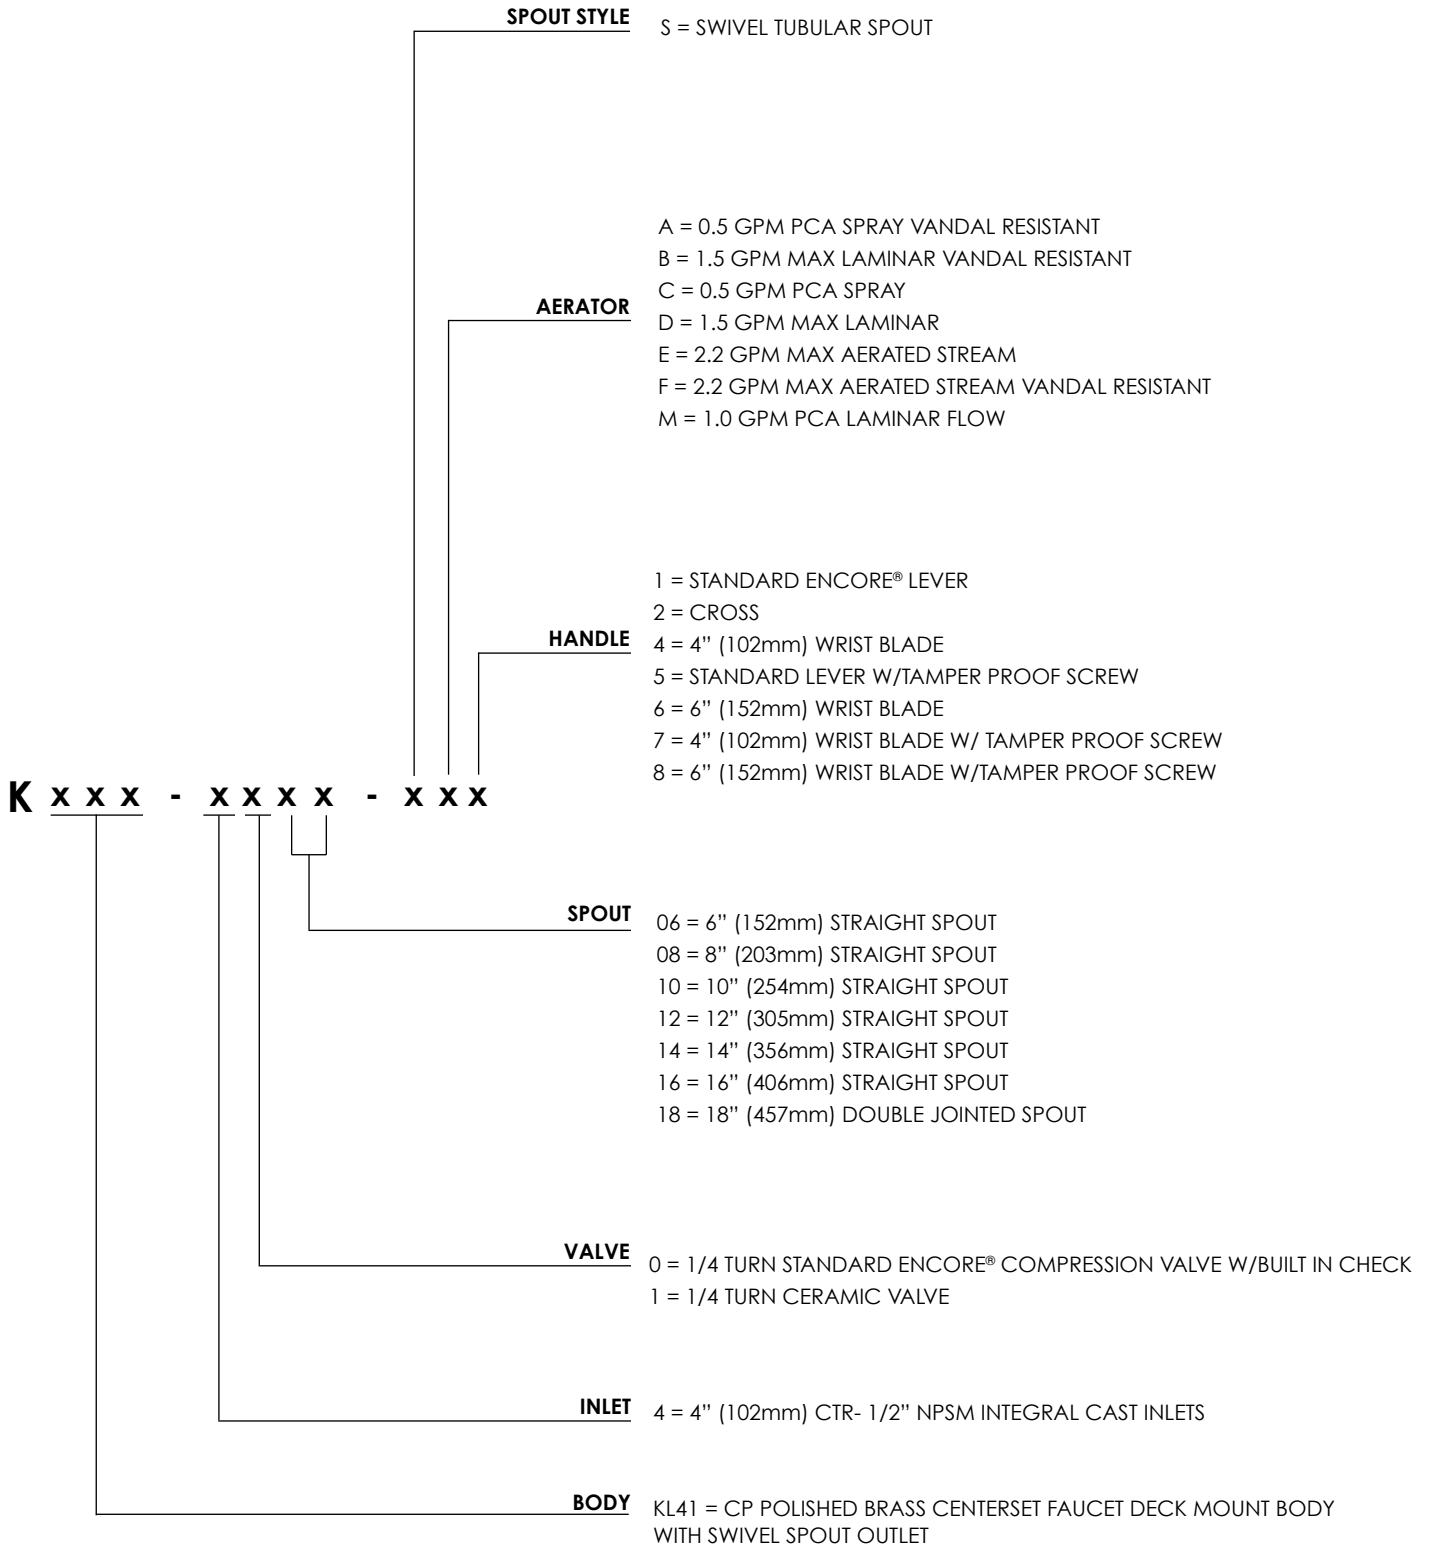 SPOUT STYLE
S = SWIVEL TUBULAR SPOUT
AERATOR
A = 0.5 GPM PCA SPRAY VANDAL RESISTANT
B = 1.5 GPM MAX LAMINAR VANDAL RESISTANT
C = 0.5 GPM PCA SPRAY
D = 1.5 GPM MAX LAMINAR
E = 2.2 GPM MAX AERATED STREAM
F = 2.2 GPM MAX AERATED STREAM VANDAL RESISTANT
M = 1.0 GPM PCA LAMINAR FLOW
HANDLE
1 = STANDARD ENCORE® LEVER
2 = CROSS
4 = 4” (102mm) WRIST BLADE
5 = STANDARD LEVER W/TAMPER PROOF SCREW
6 = 6” (152mm) WRIST BLADE
7 = 4” (102mm) WRIST BLADE W/ TAMPER PROOF SCREW
8 = 6” (152mm) WRIST BLADE W/TAMPER PROOF SCREW
K x x x - x x x x - x x x
SPOUT
06 = 6” (152mm) STRAIGHT SPOUT
08 = 8” (203mm) STRAIGHT SPOUT
10 = 10” (254mm) STRAIGHT SPOUT
12 = 12” (305mm) STRAIGHT SPOUT
14 = 14” (356mm) STRAIGHT SPOUT
16 = 16” (406mm) STRAIGHT SPOUT
18 = 18” (457mm) DOUBLE JOINTED SPOUT
VALVE
0 = 1/4 TURN STANDARD ENCORE® COMPRESSION VALVE W/BUILT IN CHECK
1 = 1/4 TURN CERAMIC VALVE
INLET
4 = 4” (102mm) CTR- 1/2” NPSM INTEGRAL CAST INLETS
BODY
KL41 = CP POLISHED BRASS CENTERSET FAUCET DECK MOUNT BODY
WITH SWIVEL SPOUT OUTLET